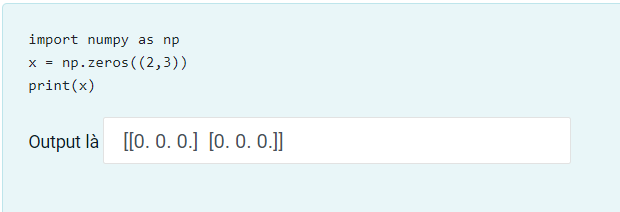 import numpy as np
x = np.zeros((2,3))
print(x)
Output là [[0. 0. 0.] [0. 0. 0.]]